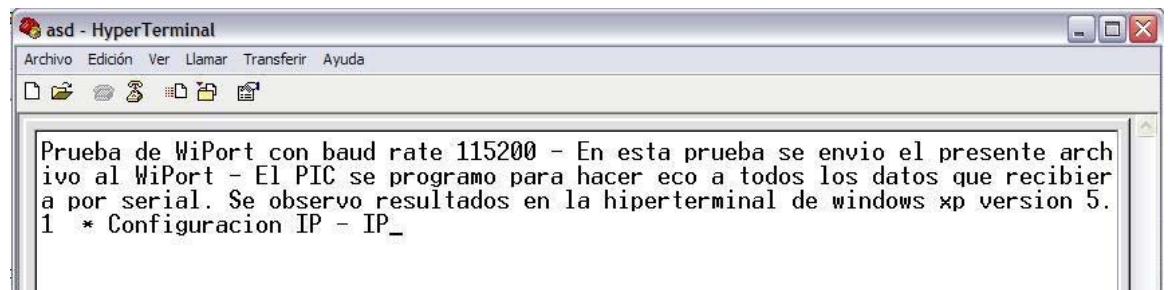 asd - HyperTerminal
Archivo Edición Ver Llamar Transferir Ayuda
Prueba de WiPort con baud rate 115200 - En esta prueba se envio el presente arch
ivo al WiPort - El PIC se programo para hacer eco a todos los datos que recibier
a por serial. Se observo resultados en la hiperterminal de windows xp version 5.
1  * Configuracion IP - IP_